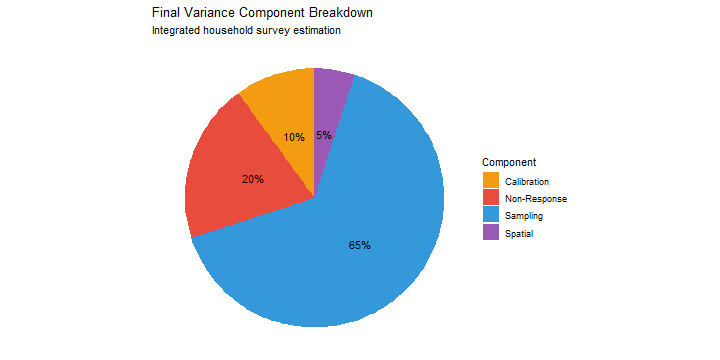 Final Variance Component Breakdown
Integrated household survey estimation
10%
5%
20%
65%
Component
Calibration
Non-Response
Sampling
Spatial